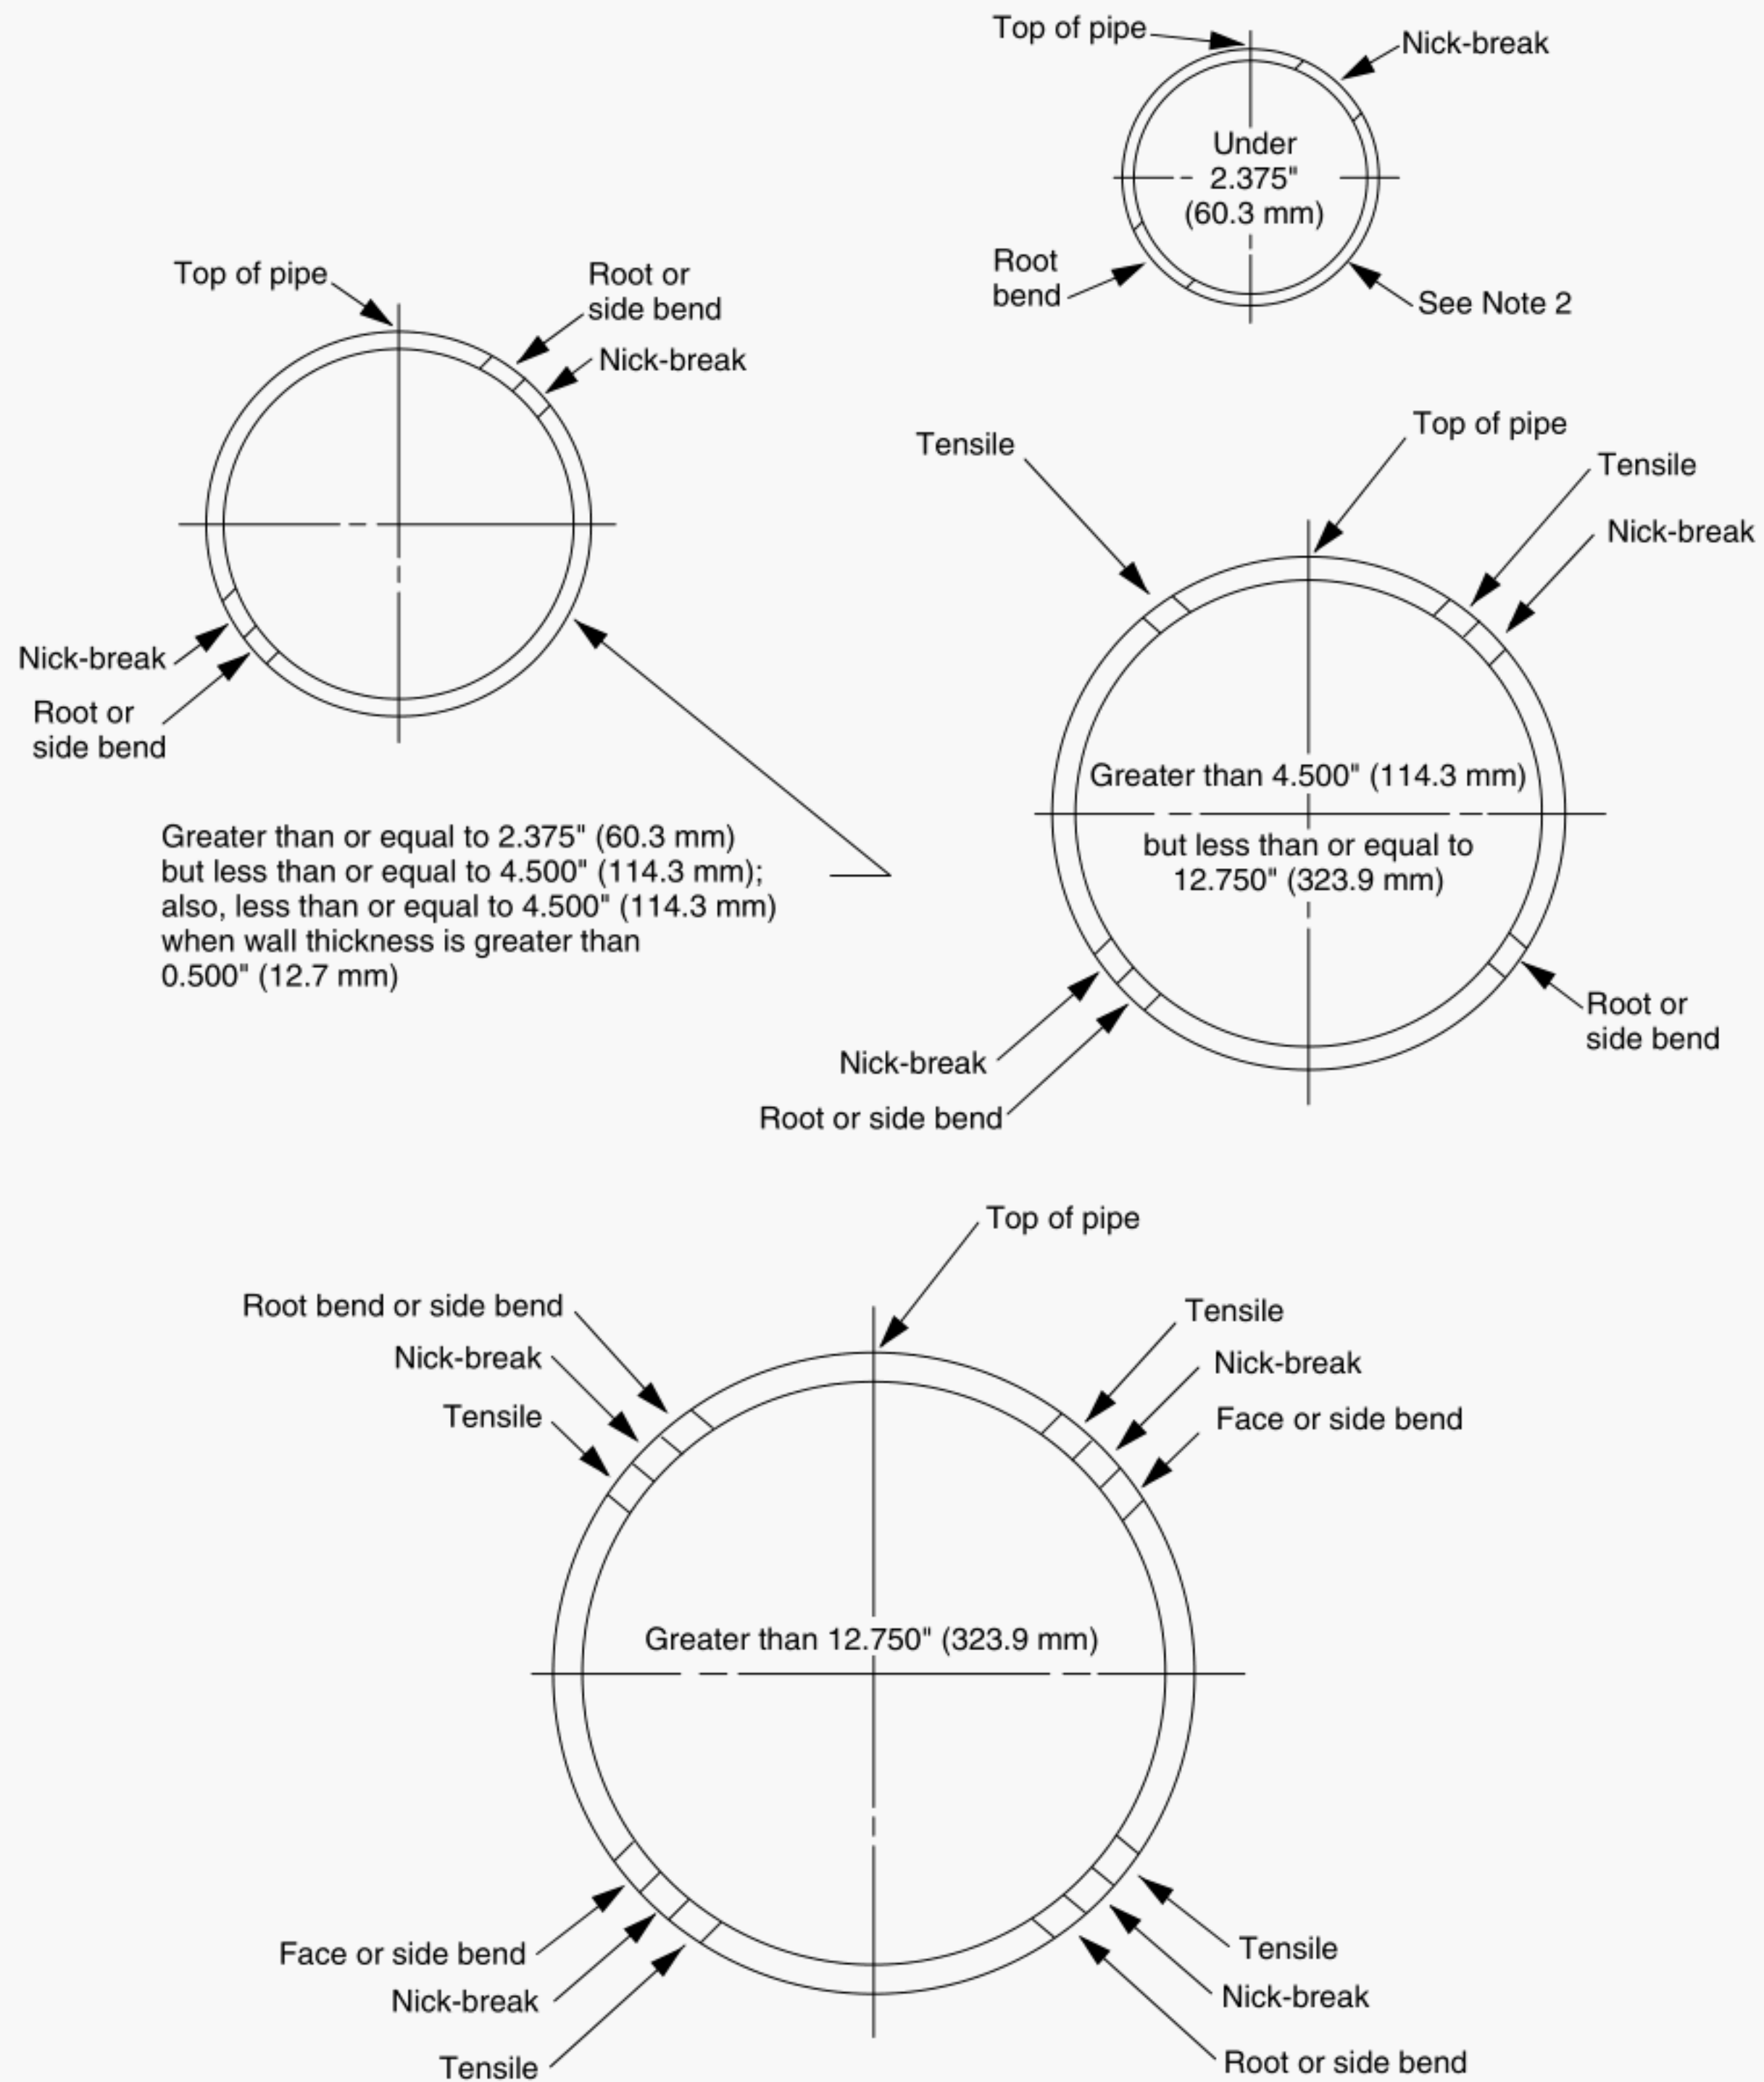 Top of pipe
Nick-break
Under
2.375"
(60.3 mm)
Root
bend
See Note 2
Top of pipe
Root or
side bend
Nick-break
Nick-break
Root or
side bend
Greater than or equal to 2.375" (60.3 mm)
but less than or equal to 4.500" (114.3 mm);
also, less than or equal to 4.500" (114.3 mm)
when wall thickness is greater than
0.500" (12.7 mm)
Top of pipe
Tensile
Tensile
Nick-break
Greater than 4.500" (114.3 mm)
but less than or equal to
12.750" (323.9 mm)
Root or
side bend
Nick-break
Root or side bend
Top of pipe
Root bend or side bend
Nick-break
Tensile
Tensile
Nick-break
Face or side bend
Greater than 12.750" (323.9 mm)
Face or side bend
Nick-break
Tensile
Tensile
Nick-break
Root or side bend